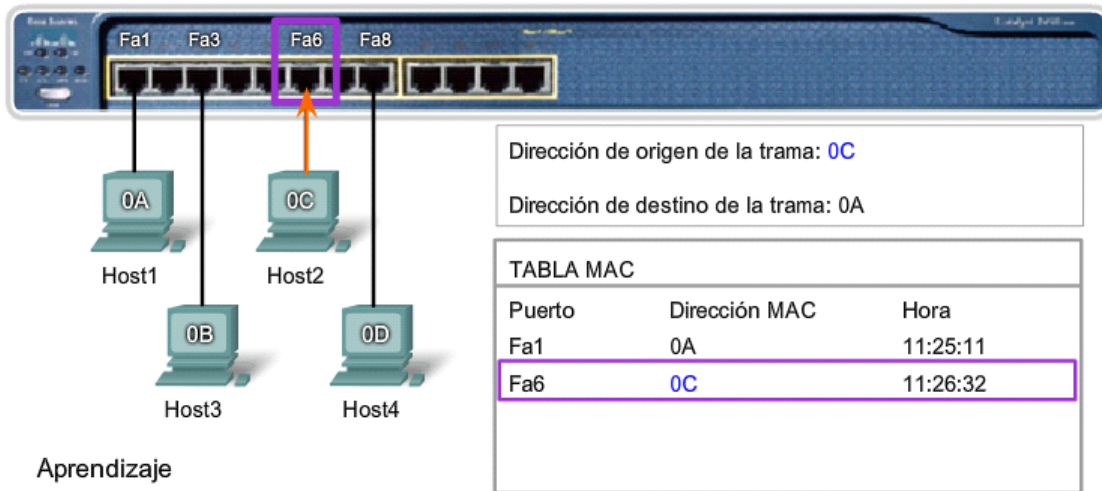 Fa1 Fa3 Fa6 Fa8
Dirección de origen de la trama: 0C
0A 0C
Dirección de destino de la trama: 0A
Host1 Host2
TABLA MAC
Puerto Dirección MAC Hora
0B 0D
Fa1 0A 11:25:11
Fa6 0C 11:26:32
Host3 Host4
Aprendizaje